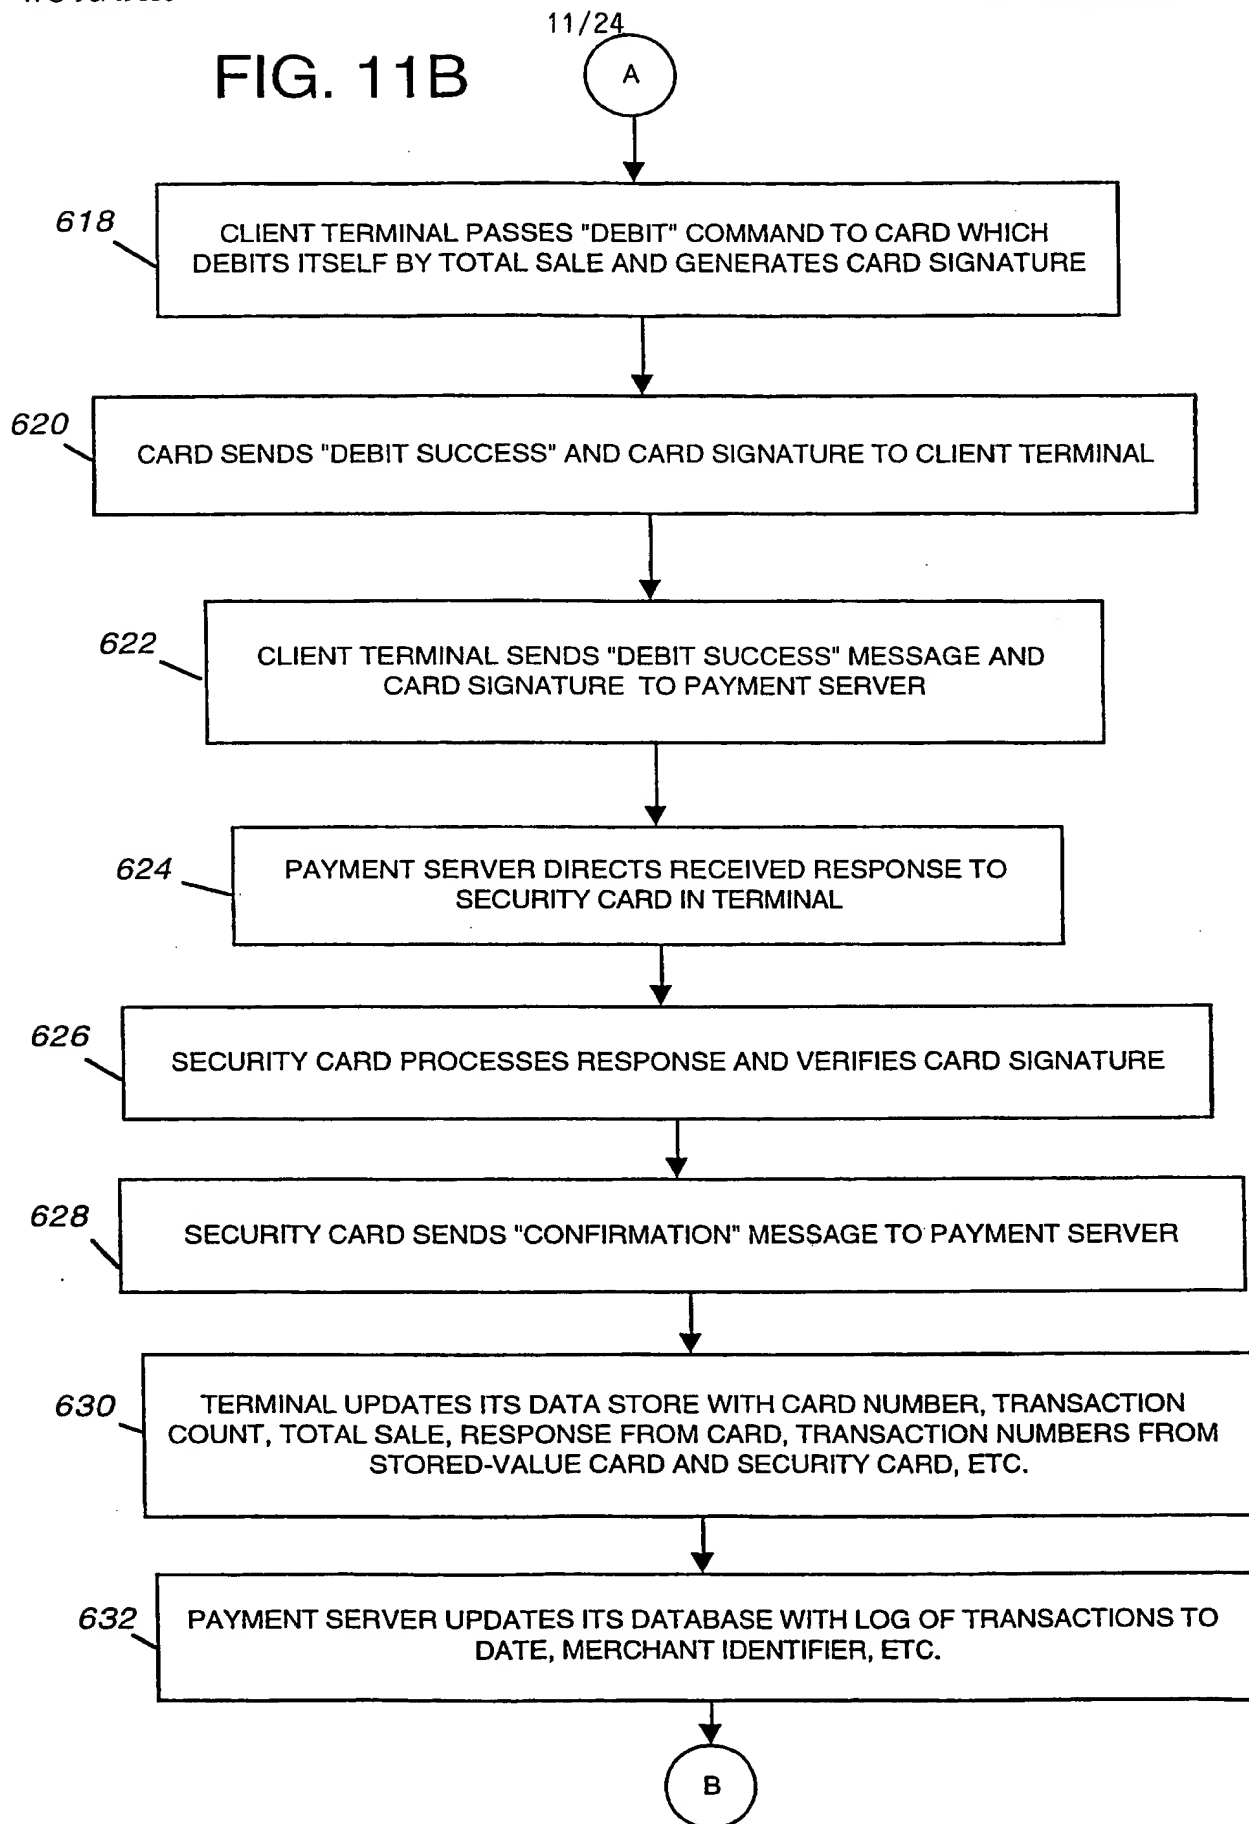 11/24
FIG. 11B
A
618
CLIENT TERMINAL PASSES "DEBIT" COMMAND TO CARD WHICH
DEBITS ITSELF BY TOTAL SALE AND GENERATES CARD SIGNATURE
620
CARD SENDS "DEBIT SUCCESS" AND CARD SIGNATURE TO CLIENT TERMINAL
622
CLIENT TERMINAL SENDS "DEBIT SUCCESS" MESSAGE AND
CARD SIGNATURE TO PAYMENT SERVER
624
PAYMENT SERVER DIRECTS RECEIVED RESPONSE TO
SECURITY CARD IN TERMINAL
626
SECURITY CARD PROCESSES RESPONSE AND VERIFIES CARD SIGNATURE
628
SECURITY CARD SENDS "CONFIRMATION" MESSAGE TO PAYMENT SERVER
630
TERMINAL UPDATES ITS DATA STORE WITH CARD NUMBER, TRANSACTION
COUNT, TOTAL SALE, RESPONSE FROM CARD, TRANSACTION NUMBERS FROM
STORED-VALUE CARD AND SECURITY CARD, ETC.
632
PAYMENT SERVER UPDATES ITS DATABASE WITH LOG OF TRANSACTIONS TO
DATE, MERCHANT IDENTIFIER, ETC.
B